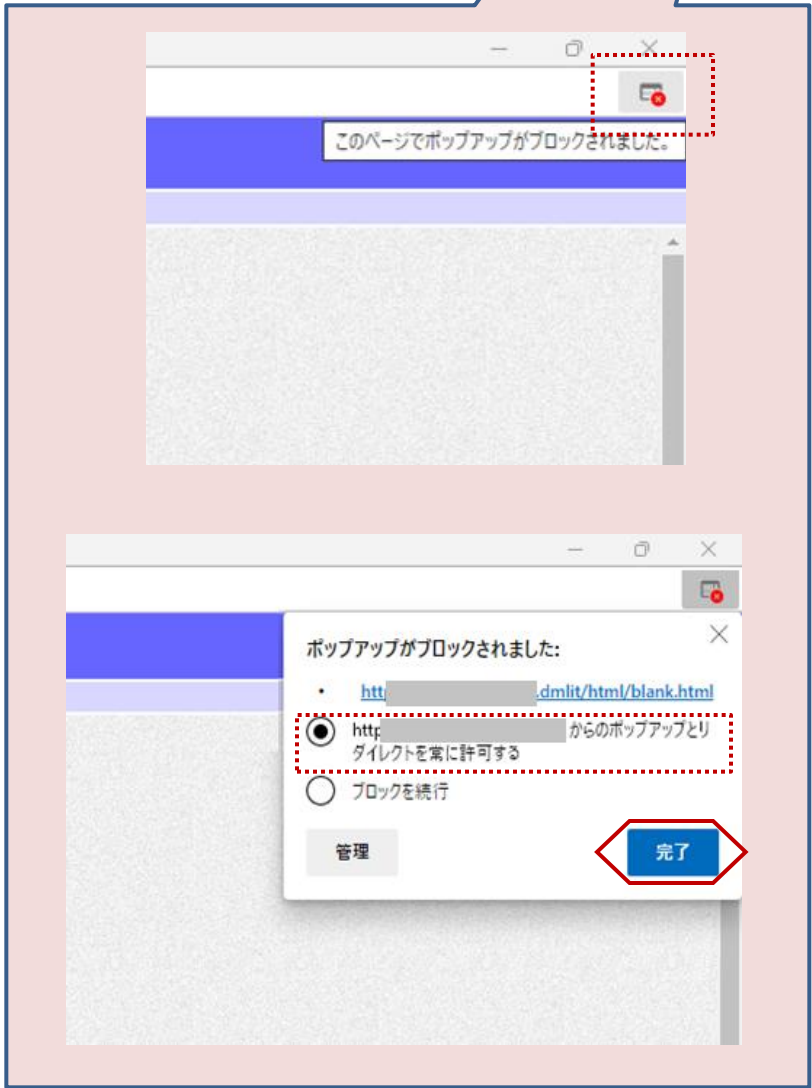 このページでポップアップがブロックされました。
ポップアップがブロックされました:
• htt .dmlit/html/blank.html
http からのポップアップとリ
ダイレクトを常に許可する
ブロックを続行
管理
完了